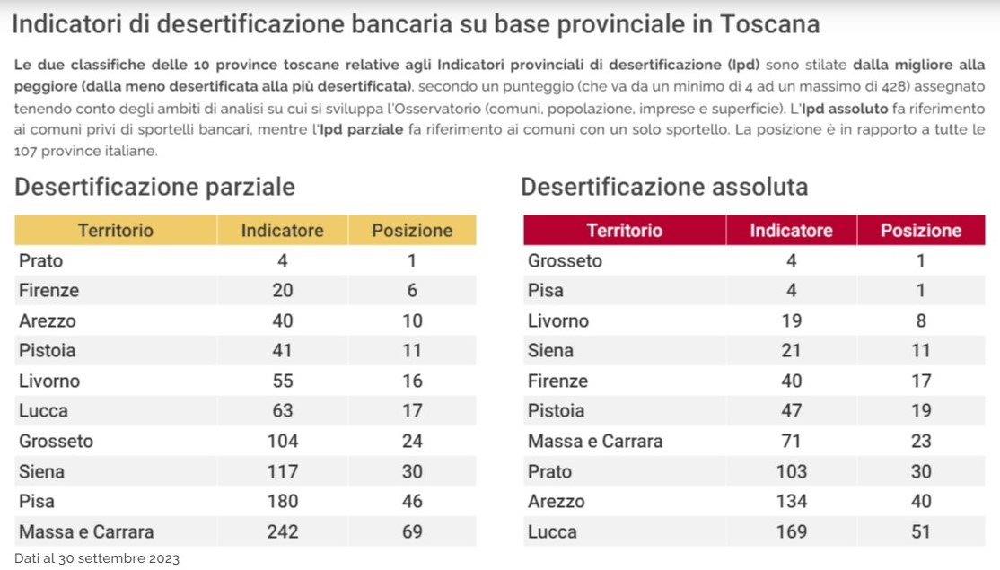 Indicatori di desertificazione bancaria su base provinciale in Toscana
Le due classifiche delle 10 province toscane relative agli Indicatori provinciali di desertificazione (Ipd) sono stilate dalla migliore alla
peggiore (dalla meno desertificata alla più desertificata), secondo un punteggio (che va da un minimo di 4 ad un massimo di 428) assegnato
tenendo conto degli ambiti di analisi su cui si sviluppa l'Osservatorio (comuni, popolazione, imprese e superficie). L'Ipd assoluto fa riferimento
ai comuni privi di sportelli bancari, mentre l'Ipd parziale fa riferimento ai comuni con un solo sportello. La posizione è in rapporto a tutte le
107 province italiane.
Desertificazione parziale
Territorio Indicatore Posizione
Prato 4 1
Firenze 20 6
Arezzo 40 10
Pistoia 41 11
Livorno 55 16
Lucca 63 17
Grosseto 104 24
Siena 117 30
Pisa 180 46
Massa e Carrara 242 69
Dati al 30 settembre 2023
Desertificazione assoluta
Territorio Indicatore Posizione
Grosseto 4 1
Pisa 4 1
Livorno 19 8
Siena 21 11
Firenze 40 17
Pistoia 47 19
Massa e Carrara 71 23
Prato 103 30
Arezzo 134 40
Lucca 169 51